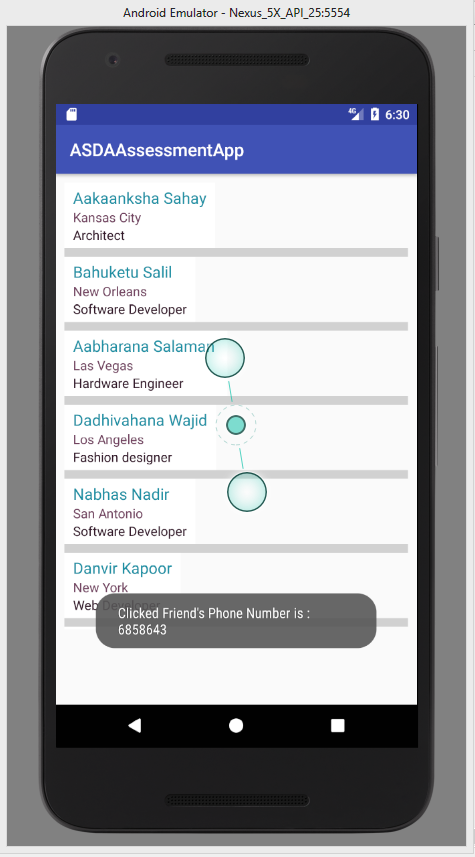 Android Emulator - Nexus_5X_API_25:5554
4G 6:30
ASDAAssessmentApp
Aakaanksha Sahay
Kansas City
Architect
Bahuketu Salil
New Orleans
Software Developer
Aabharana Salaman
Las Vegas
Hardware Engineer
Dadhivahana Wajid
Los Angeles
Fashion designer
Nabhas Nadir
San Antonio
Software Developer
Danvir Kapoor
New York
Web Developer
Clicked Friend's Phone Number is :
6858643